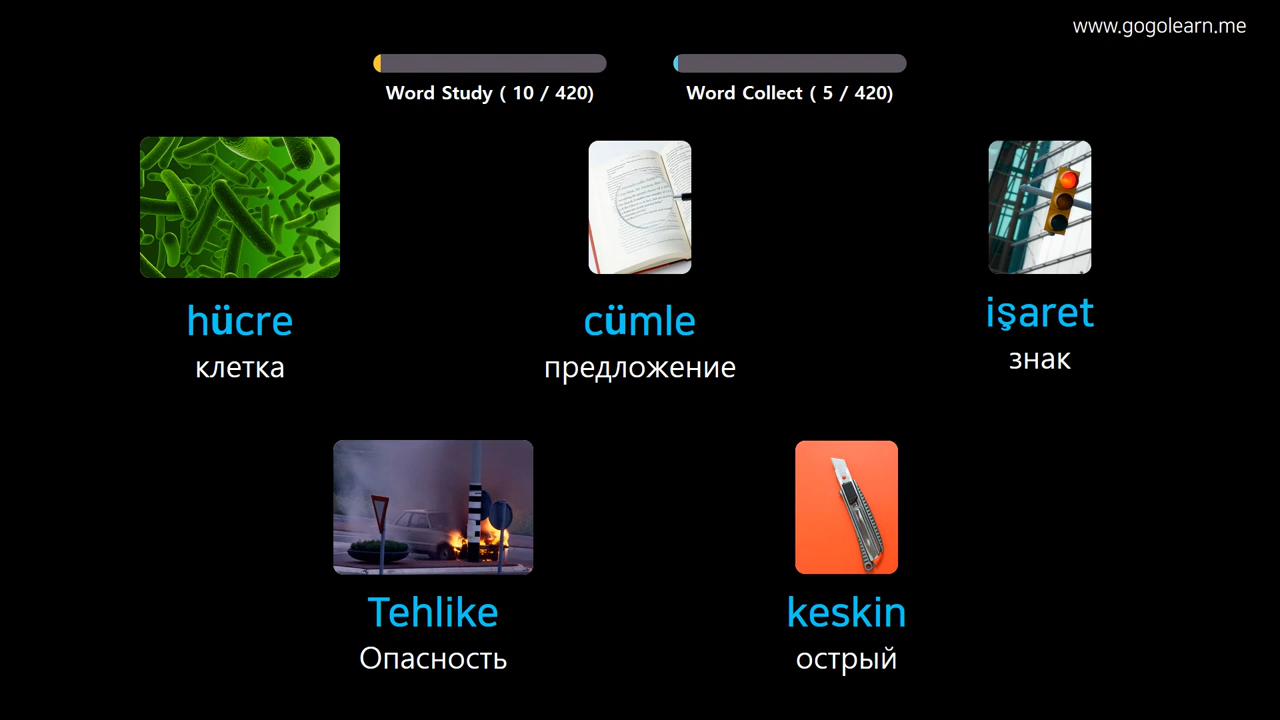 www.gogolearn.me
Word Study ( 10 / 420)
Word Collect ( 5 / 420)
hücre
клетка
cümle
предложение
işaret
знак
Tehlike
Опасность
keskin
острый